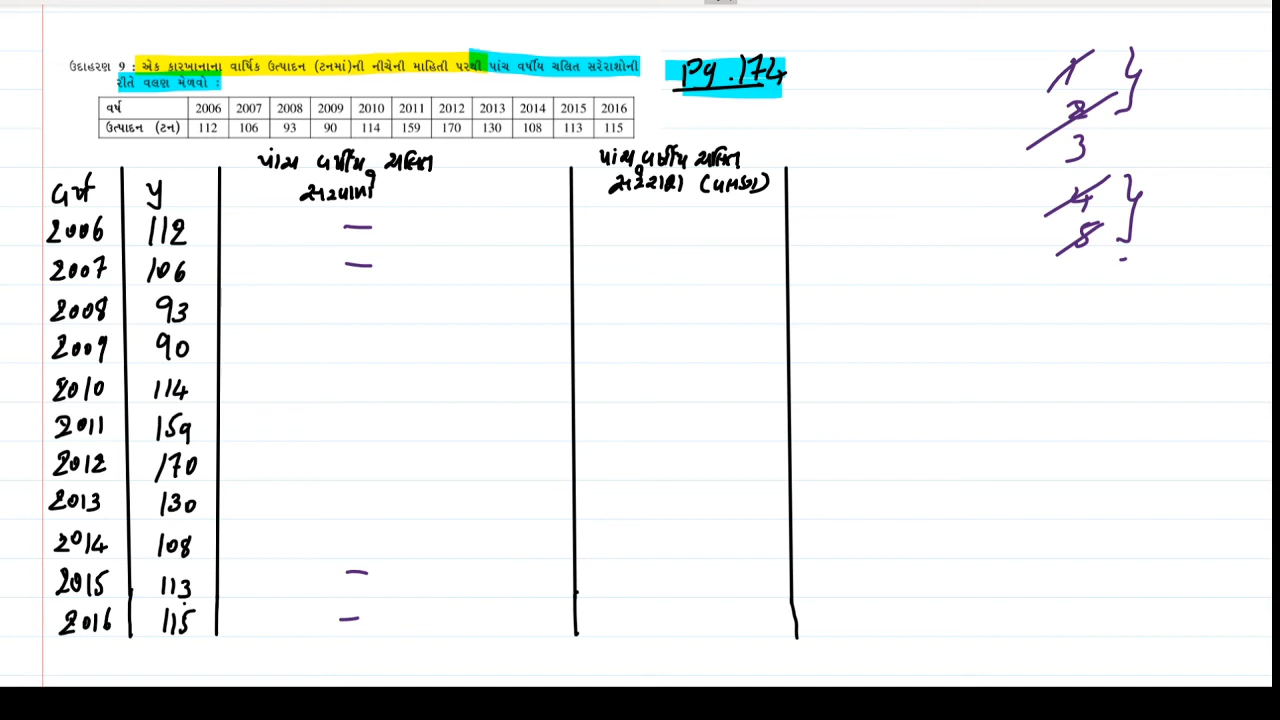 ઉદાહરણ 9 : એક કારખાનાના વાર્ષિક ઉત્પાદન (ટનમાં)ની નીચેની માહિતી પરથી પાંચ વર્ષીય ચલિત સરેરાશોની
રીતે વલણ મેળવો :
Pg. 174
વર્ષ 2006 2007 2008 2009 2010 2011 2012 2013 2014 2015 2016
ઉત્પાદન (ટન) 112 106 93 90 114 159 170 130 108 113 115
પાંચ વર્ષીય ચલિત પાંચ વર્ષીય ચલિત
વર્ષ y સરેરાશ (વલણ)
2006 112 —
2007 106 —
2008 93
2009 90
2010 114
2011 159
2012 170
2013 130
2014 108
2015 113 —
2016 115 —
1
2
3
4
5